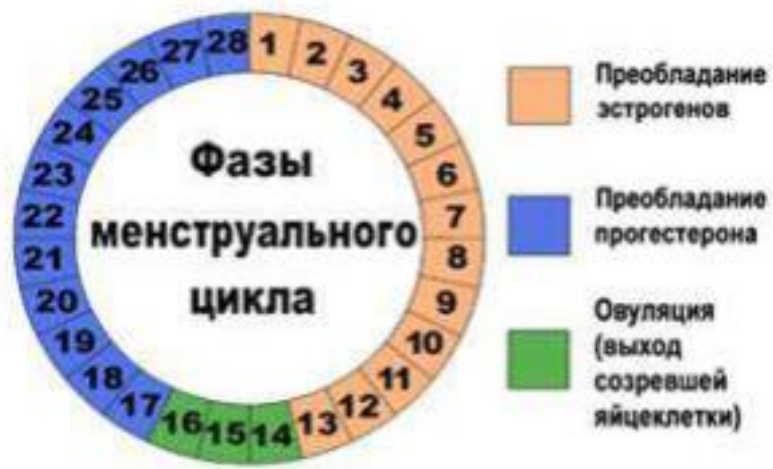 1
2
3
4
5
6
7
8
9
10
11
12
13
14
15
16
17
18
19
20
21
22
23
24
25
26
27
28
Фазы
менструального
цикла
Преобладание
эстрогенов
Преобладание
прогестерона
Овуляция
(выход
созревшей
яйцеклетки)